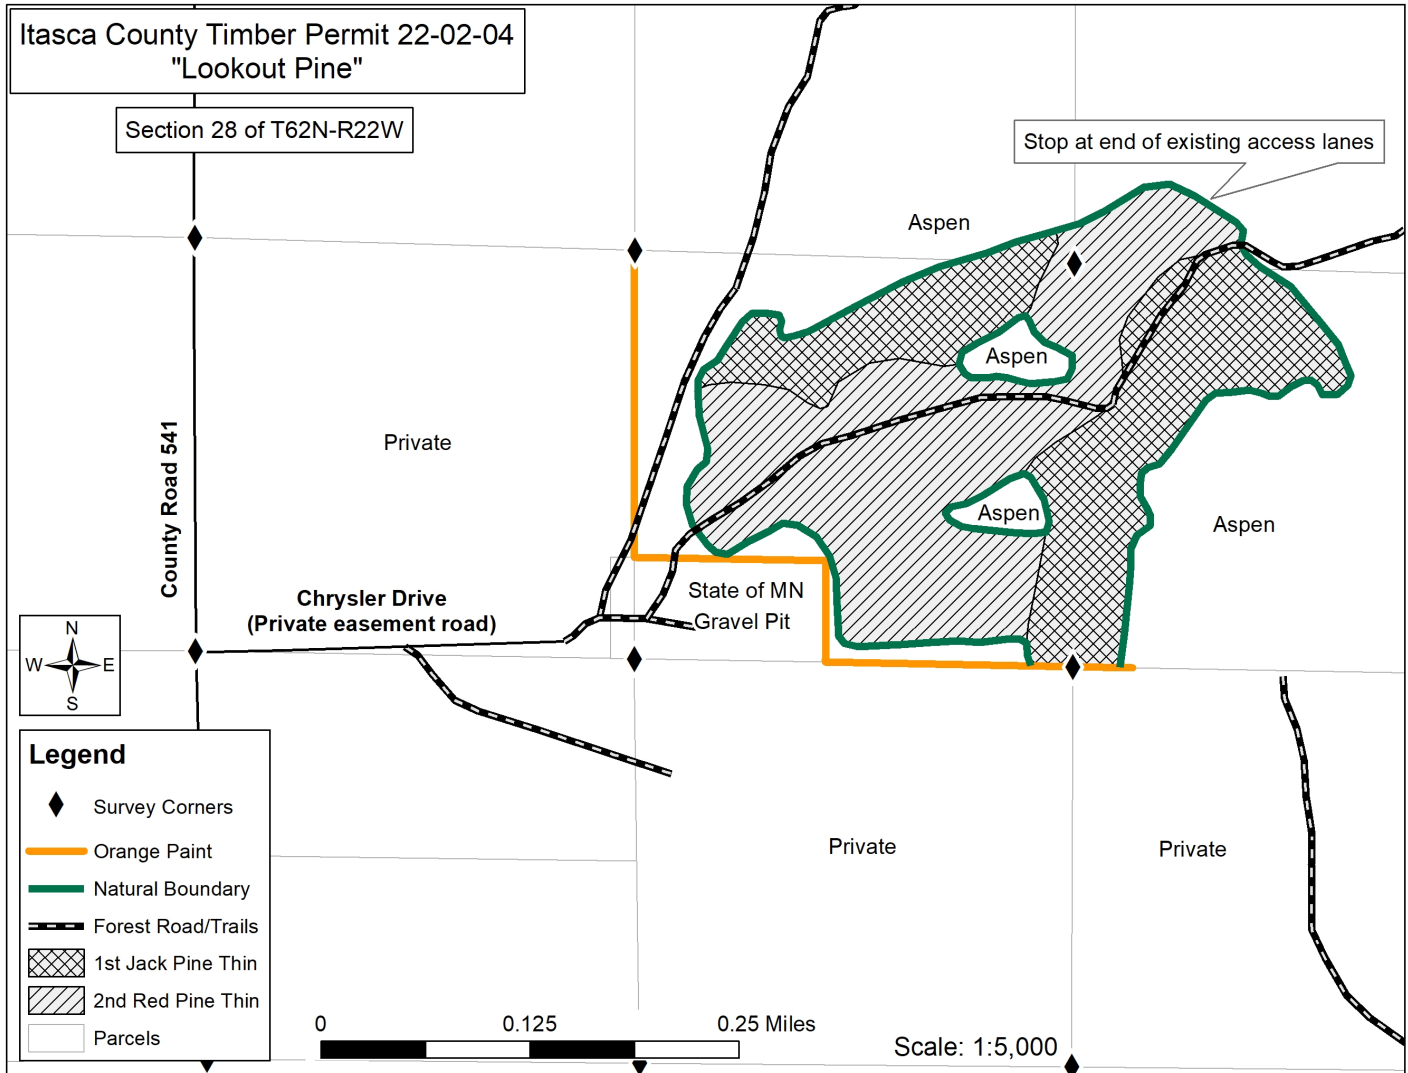 Itasca County Timber Permit 22-02-04
"Lookout Pine"
Section 28 of T62N-R22W
Stop at end of existing access lanes
Aspen
Aspen
Private
County Road 541
Aspen
Aspen
Chrysler Drive
(Private easement road)
State of MN
Gravel Pit
N
W E
S
Private
Private
Legend
Survey Corners
Orange Paint
Natural Boundary
Forest Road/Trails
1st Jack Pine Thin
2nd Red Pine Thin
Parcels
0 0.125 0.25 Miles
Scale: 1:5,000